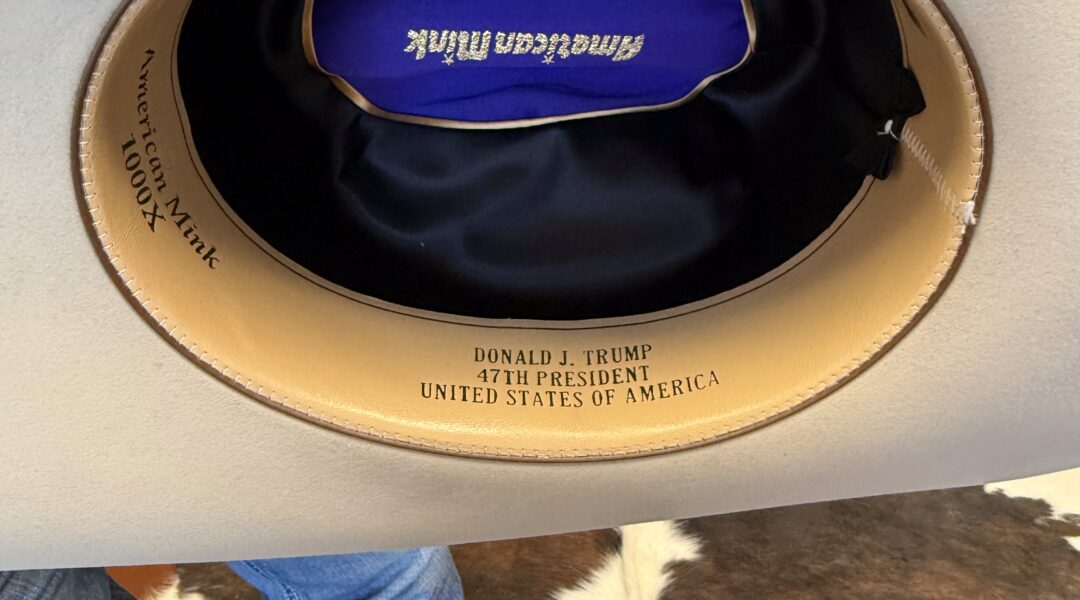 American Mink
American Mink
1000X
DONALD J. TRUMP
47TH PRESIDENT
UNITED STATES OF AMERICA